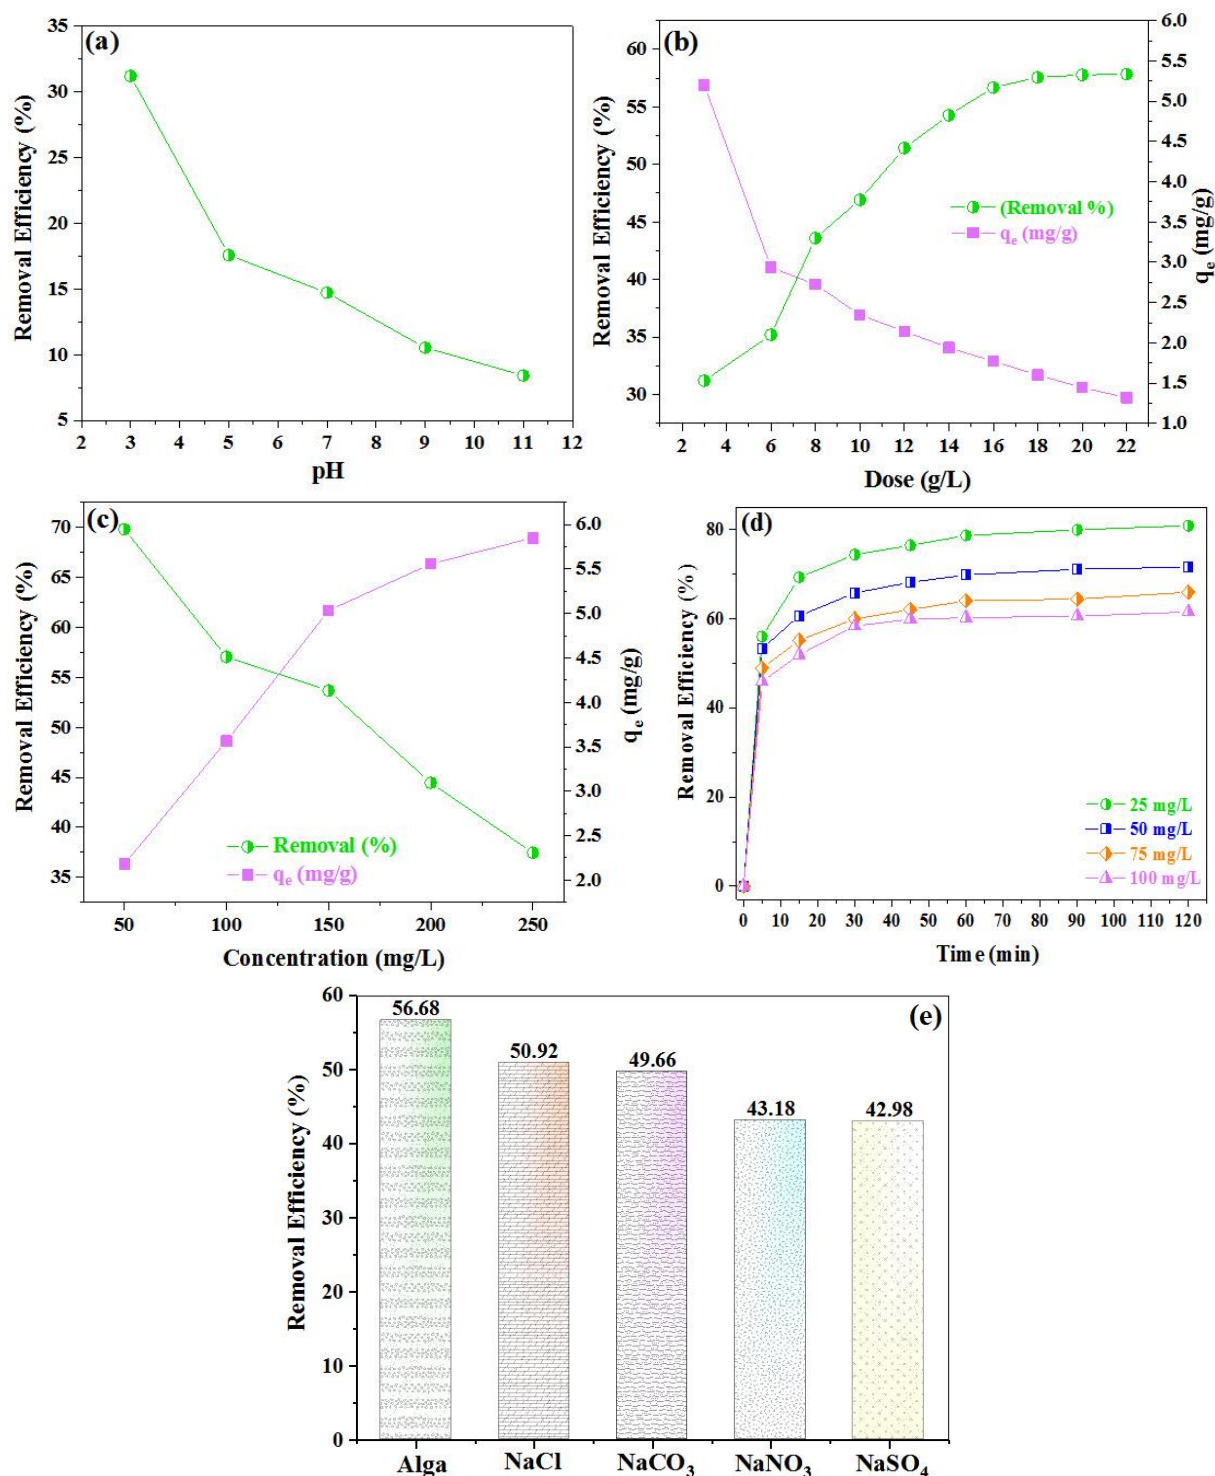 (a)
35
30
25
20
15
10
5
Removal Efficiency (%)
2 3 4 5 6 7 8 9 10 11 12
pH
(b)
60
55
50
45
40
35
30
Removal Efficiency (%)
6.0
5.5
5.0
4.5
4.0
3.5
3.0
2.5
2.0
1.5
1.0
qₑ (mg/g)
(Removal %)
qₑ (mg/g)
2 4 6 8 10 12 14 16 18 20 22
Dose (g/L)
(c)
70
65
60
55
50
45
40
35
Removal Efficiency (%)
6.0
5.5
5.0
4.5
4.0
3.5
3.0
2.5
2.0
qₑ (mg/g)
Removal (%)
qₑ (mg/g)
50 100 150 200 250
Concentration (mg/L)
(d)
80
60
40
20
0
Removal Efficiency (%)
25 mg/L
50 mg/L
75 mg/L
100 mg/L
0 10 20 30 40 50 60 70 80 90 100 110 120
Time (min)
(e)
60
50
40
30
20
10
0
Removal Efficiency (%)
56.68
50.92
49.66
43.18
42.98
Alga NaCl NaCO₃ NaNO₃ NaSO₄